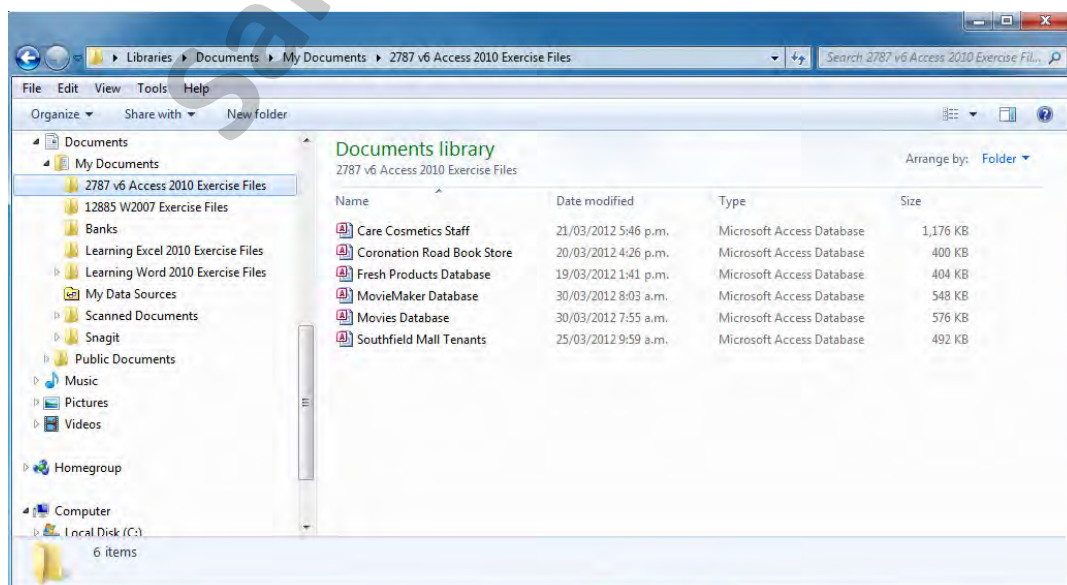 Libraries Documents My Documents 2787 v6 Access 2010 Exercise Files Search 2787 v6 Access 2010 Exercise Fil...
File Edit View Tools Help
Organize Share with New folder
Documents
My Documents
2787 v6 Access 2010 Exercise Files
12885 W2007 Exercise Files
Banks
Learning Excel 2010 Exercise Files
Learning Word 2010 Exercise Files
My Data Sources
Scanned Documents
Snagit
Public Documents
Music
Pictures
Videos
Homegroup
Computer
Local Disk (C:)
Documents library
2787 v6 Access 2010 Exercise Files
Arrange by: Folder
Name Date modified Type Size
Care Cosmetics Staff 21/03/2012 5:46 p.m. Microsoft Access Database 1,176 KB
Coronation Road Book Store 20/03/2012 4:26 p.m. Microsoft Access Database 400 KB
Fresh Products Database 19/03/2012 1:41 p.m. Microsoft Access Database 404 KB
MovieMaker Database 30/03/2012 8:03 a.m. Microsoft Access Database 548 KB
Movies Database 30/03/2012 7:55 a.m. Microsoft Access Database 576 KB
Southfield Mall Tenants 25/03/2012 9:59 a.m. Microsoft Access Database 492 KB
6 items